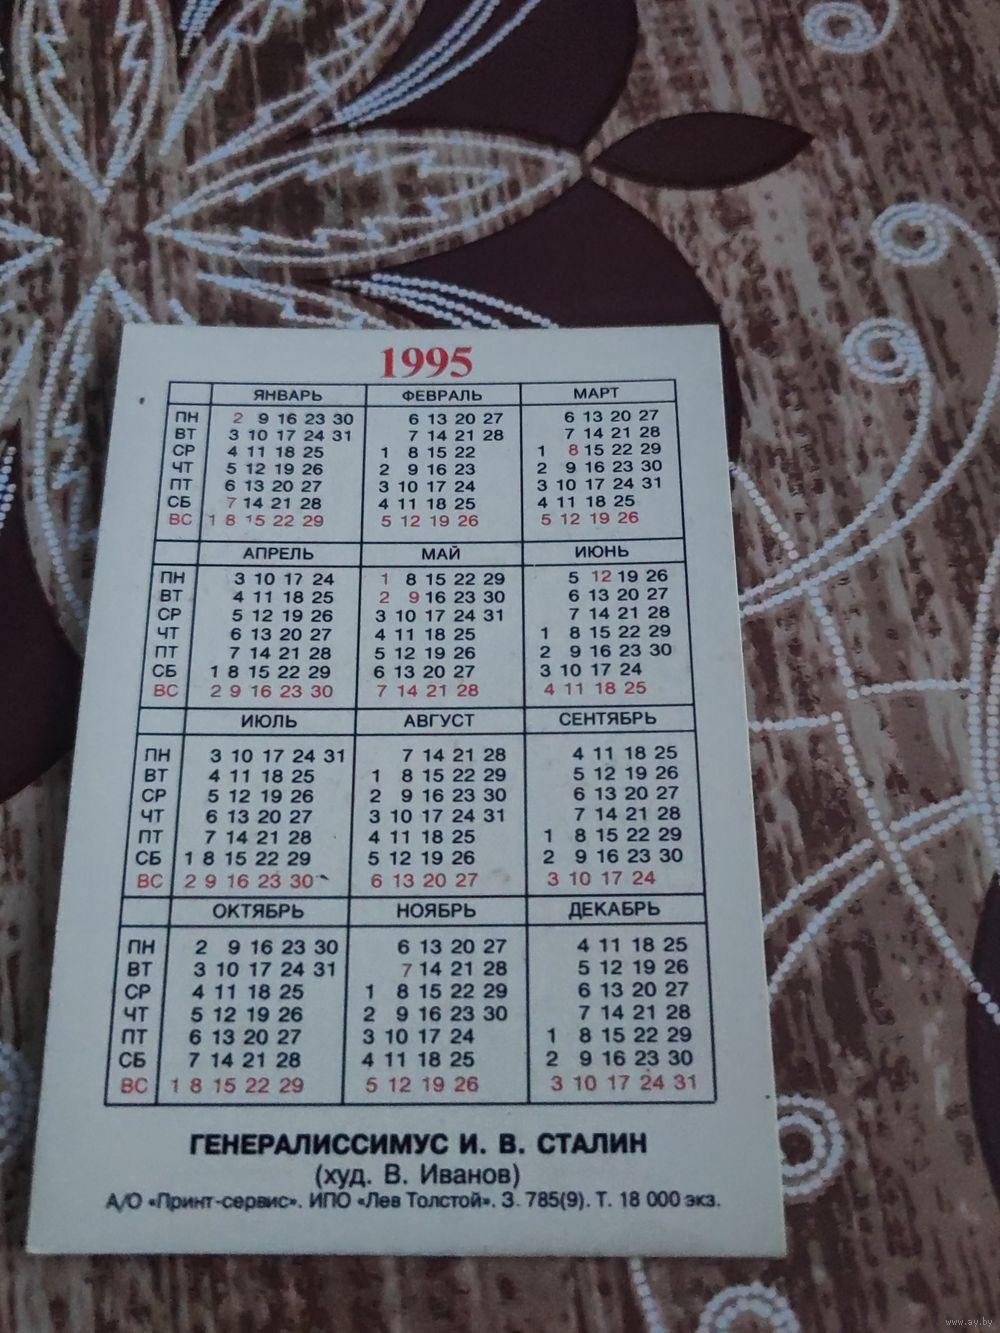 1995
ЯНВАРЬ ФЕВРАЛЬ МАРТ
ПН 2 9 16 23 30 6 13 20 27 6 13 20 27
ВТ 3 10 17 24 31 7 14 21 28 7 14 21 28
СР 4 11 18 25 1 8 15 22 1 8 15 22 29
ЧТ 5 12 19 26 2 9 16 23 2 9 16 23 30
ПТ 6 13 20 27 3 10 17 24 3 10 17 24 31
СБ 7 14 21 28 4 11 18 25 4 11 18 25
ВС 1 8 15 22 29 5 12 19 26 5 12 19 26
АПРЕЛЬ МАЙ ИЮНЬ
ПН 3 10 17 24 1 8 15 22 29 5 12 19 26
ВТ 4 11 18 25 2 9 16 23 30 6 13 20 27
СР 5 12 19 26 3 10 17 24 31 7 14 21 28
ЧТ 6 13 20 27 4 11 18 25 1 8 15 22 29
ПТ 7 14 21 28 5 12 19 26 2 9 16 23 30
СБ 1 8 15 22 29 6 13 20 27 3 10 17 24
ВС 2 9 16 23 30 7 14 21 28 4 11 18 25
ИЮЛЬ АВГУСТ СЕНТЯБРЬ
ПН 3 10 17 24 31 7 14 21 28 4 11 18 25
ВТ 4 11 18 25 1 8 15 22 29 5 12 19 26
СР 5 12 19 26 2 9 16 23 30 6 13 20 27
ЧТ 6 13 20 27 3 10 17 24 31 7 14 21 28
ПТ 7 14 21 28 4 11 18 25 1 8 15 22 29
СБ 1 8 15 22 29 5 12 19 26 2 9 16 23 30
ВС 2 9 16 23 30 6 13 20 27 3 10 17 24
ОКТЯБРЬ НОЯБРЬ ДЕКАБРЬ
ПН 2 9 16 23 30 6 13 20 27 4 11 18 25
ВТ 3 10 17 24 31 7 14 21 28 5 12 19 26
СР 4 11 18 25 1 8 15 22 29 6 13 20 27
ЧТ 5 12 19 26 2 9 16 23 30 7 14 21 28
ПТ 6 13 20 27 3 10 17 24 1 8 15 22 29
СБ 7 14 21 28 4 11 18 25 2 9 16 23 30
ВС 1 8 15 22 29 5 12 19 26 3 10 17 24 31
ГЕНЕРАЛИССИМУС И. В. СТАЛИН
(худ. В. Иванов)
А/О «Принт-сервис». ИПО «Лев Толстой». З. 785(9). Т. 18 000 экз.
www.ay.by